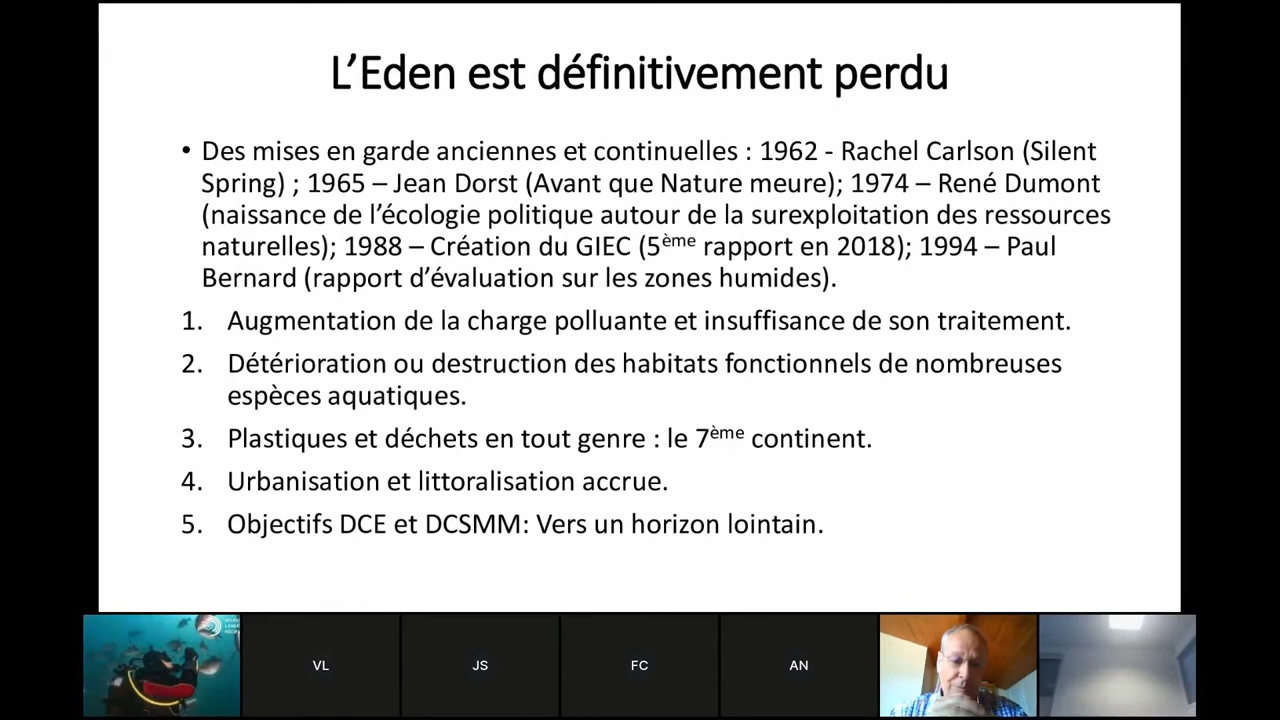 L’Eden est définitivement perdu
• Des mises en garde anciennes et continuelles : 1962 - Rachel Carlson (Silent
Spring) ; 1965 – Jean Dorst (Avant que Nature meure); 1974 – René Dumont
(naissance de l’écologie politique autour de la surexploitation des ressources
naturelles); 1988 – Création du GIEC (5ème rapport en 2018); 1994 – Paul
Bernard (rapport d’évaluation sur les zones humides).
1. Augmentation de la charge polluante et insuffisance de son traitement.
2. Détérioration ou destruction des habitats fonctionnels de nombreuses
espèces aquatiques.
3. Plastiques et déchets en tout genre : le 7ème continent.
4. Urbanisation et littoralisation accrue.
5. Objectifs DCE et DCSMM: Vers un horizon lointain.
VL
JS
FC
AN